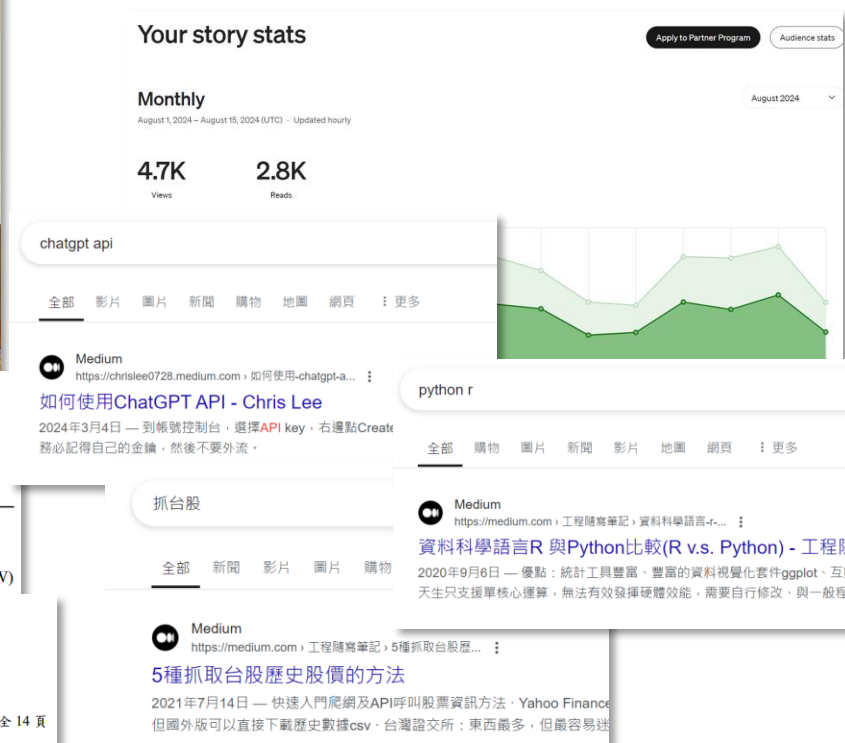 Your story stats
Apply to Partner Program
Audience stats
Monthly
August 1, 2024 – August 15, 2024 (UTC) · Updated hourly
August 2024
4.7K
2.8K
Views
Reads
chatgpt api
全部 影片 圖片 新聞 購物 地圖 網頁 ⋮ 更多
Medium
https://chrislee0728.medium.com › 如何使用-chatgpt-a... ⋮
如何使用ChatGPT API - Chris Lee
2024年3月4日 — 到帳號控制台，選擇API key，右邊點Create
務必記得自己的金鑰，然後不要外流。
python r
全部 購物 圖片 新聞 影片 地圖 網頁 ⋮ 更多
Medium
https://medium.com › 工程隨寫筆記 › 資料科學語言-r-... ⋮
資料科學語言R 與Python比較(R v.s. Python) - 工程
2020年9月6日 — 優點：統計工具豐富、豐富的資料視覺化套件ggplot、互
天生只支援單核心運算，無法有效發揮硬體效能，需要自行修改、與一般程
抓台股
全部 新聞 影片 圖片 購物
Medium
https://medium.com › 工程隨寫筆記 › 5種抓取台股歷... ⋮
5種抓取台股歷史股價的方法
2021年7月14日 — 快速入門爬網及API呼叫股票資訊方法 · Yahoo Finance
但國外版可以直接下載歷史數據csv · 台灣證交所：東西最多，但最容易迷
V)
全 14 頁